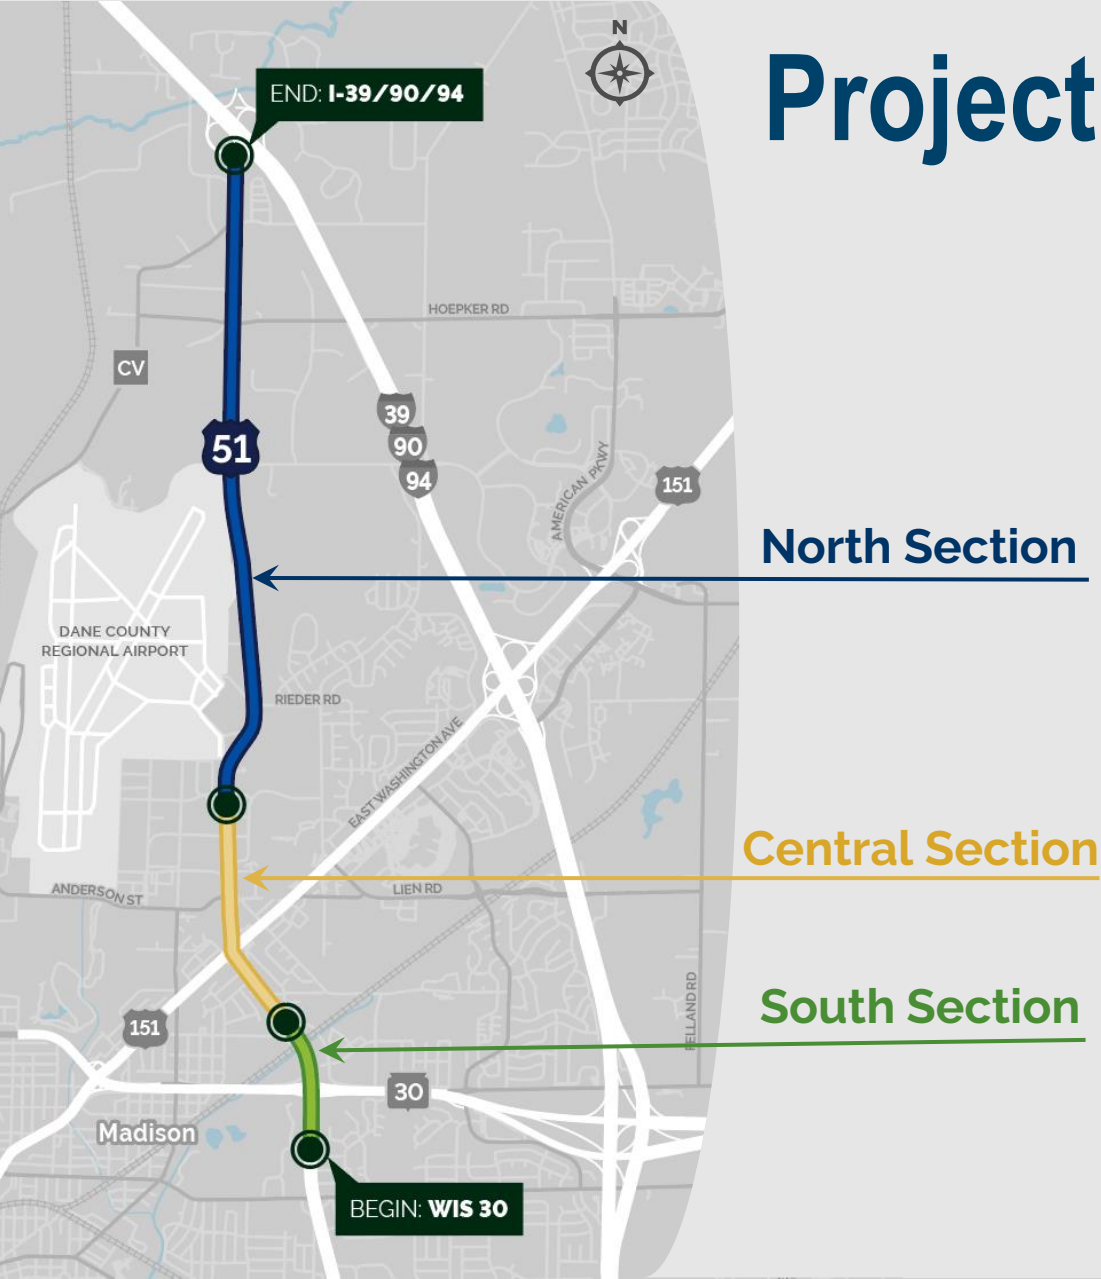 N
Project
END: I-39/90/94
HOEPKER RD
CV
39
90
94
51
AMERICAN PKWY
151
North Section
DANE COUNTY
REGIONAL AIRPORT
RIEDER RD
EAST WASHINGTON AVE
Central Section
ANDERSON ST
LIEN RD
FELLAND RD
South Section
151
30
Madison
BEGIN: WIS 30